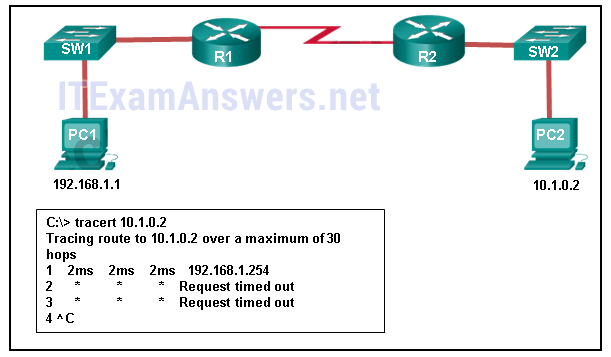 SW1
R1
R2
SW2
ITExamAnswers.net
PC1
PC2
192.168.1.1
10.1.0.2
C:\> tracert 10.1.0.2
Tracing route to 10.1.0.2 over a maximum of 30
hops
1 2ms 2ms 2ms 192.168.1.254
2 * * * Request timed out
3 * * * Request timed out
4 ^C